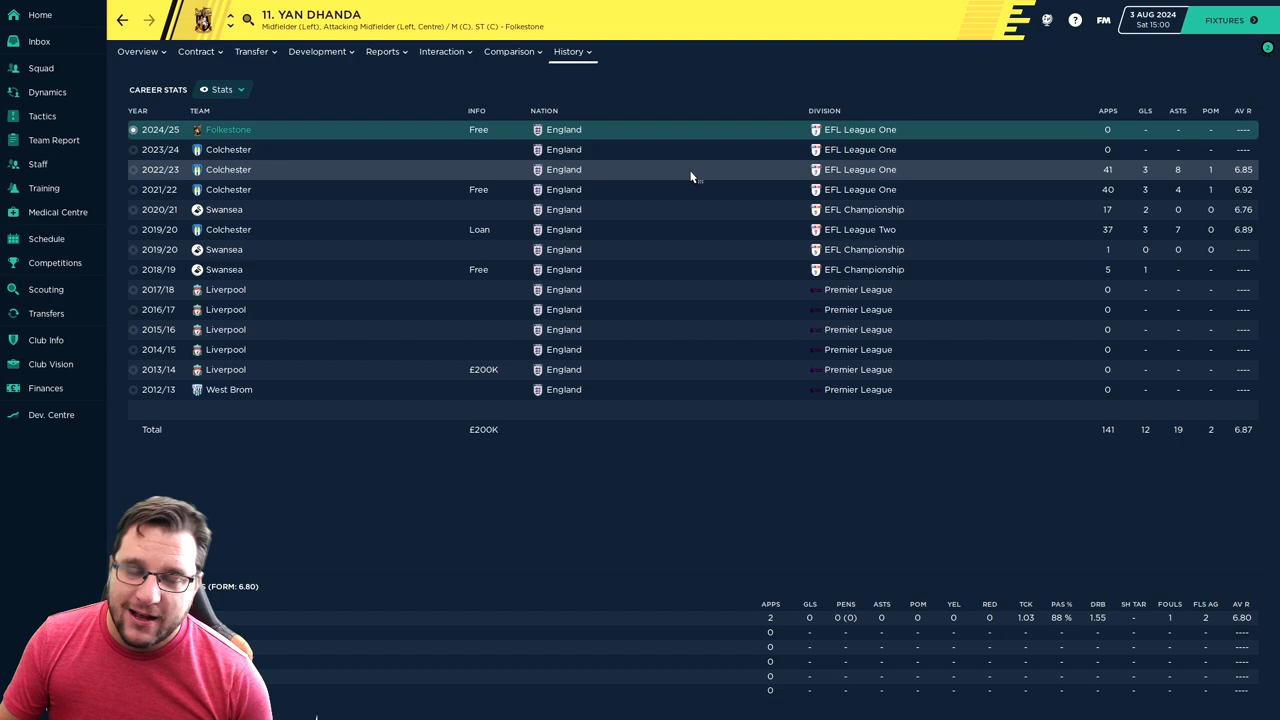 Home
Inbox
Squad
Dynamics
Tactics
Team Report
Staff
Training
Medical Centre
Schedule
Competitions
Scouting
Transfers
Club Info
Club Vision
Finances
Dev. Centre
11. YAN DHANDA
Midfielder (Left), Attacking Midfielder (Left, Centre) / M (C), ST (C) - Folkestone
FM
3 AUG 2024
Sat 15:00
FIXTURES
2
Overview Contract Transfer Development Reports Interaction Comparison History
CAREER STATS Stats
YEAR TEAM INFO NATION DIVISION APPS GLS ASTS POM AV R
2024/25 Folkestone Free England EFL League One 0 - - - ----
2023/24 Colchester England EFL League One 0 - - - ----
2022/23 Colchester England EFL League One 41 3 8 1 6.85
2021/22 Colchester Free England EFL League One 40 3 4 1 6.92
2020/21 Swansea England EFL Championship 17 2 0 0 6.76
2019/20 Colchester Loan England EFL League Two 37 3 7 0 6.89
2019/20 Swansea England EFL Championship 1 0 0 0 ----
2018/19 Swansea Free England EFL Championship 5 1 - - ----
2017/18 Liverpool England Premier League 0 - - - ----
2016/17 Liverpool England Premier League 0 - - - ----
2015/16 Liverpool England Premier League 0 - - - ----
2014/15 Liverpool England Premier League 0 - - - ----
2013/14 Liverpool £200K England Premier League 0 - - - ----
2012/13 West Brom England Premier League 0 - - - ----
Total £200K 141 12 19 2 6.87
(FORM: 6.80)
APPS GLS PENS ASTS POM YEL RED TCK PAS % DRB SH TAR FOULS FLS AG AV R
2 0 0 (0) 0 0 0 0 1.03 88 % 1.55 - 1 2 6.80
0 - - - - - - - - - - - - ----
0 - - - - - - - - - - - - ----
0 - - - - - - - - - - - - ----
0 - - - - - - - - - - - - ----
0 - - - - - - - - - - - - ----